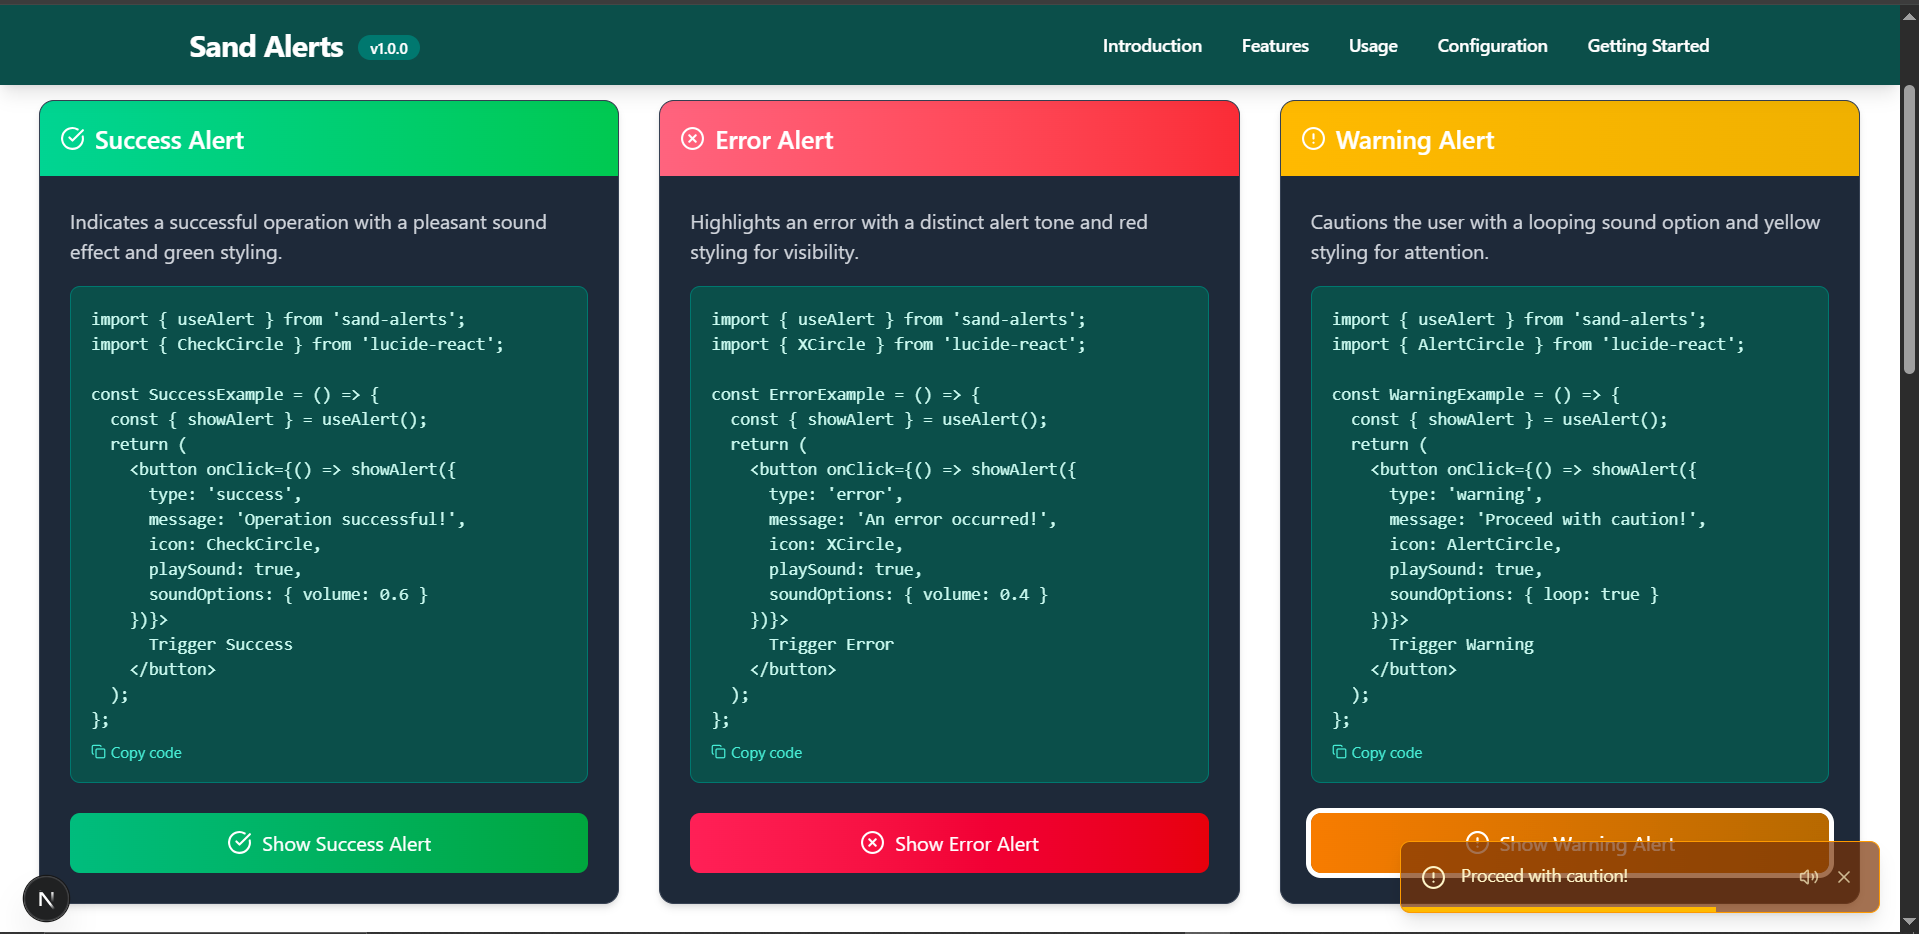 Sand Alerts v1.0.0 Introduction Features Usage Configuration Getting Started
Success Alert
Indicates a successful operation with a pleasant sound
effect and green styling.
import { useAlert } from 'sand-alerts';
import { CheckCircle } from 'lucide-react';

const SuccessExample = () => {
  const { showAlert } = useAlert();
  return (
    <button onClick={() => showAlert({
      type: 'success',
      message: 'Operation successful!',
      icon: CheckCircle,
      playSound: true,
      soundOptions: { volume: 0.6 }
    })}>
      Trigger Success
    </button>
  );
};
Copy code
Show Success Alert
Error Alert
Highlights an error with a distinct alert tone and red
styling for visibility.
import { useAlert } from 'sand-alerts';
import { XCircle } from 'lucide-react';

const ErrorExample = () => {
  const { showAlert } = useAlert();
  return (
    <button onClick={() => showAlert({
      type: 'error',
      message: 'An error occurred!',
      icon: XCircle,
      playSound: true,
      soundOptions: { volume: 0.4 }
    })}>
      Trigger Error
    </button>
  );
};
Copy code
Show Error Alert
Warning Alert
Cautions the user with a looping sound option and yellow
styling for attention.
import { useAlert } from 'sand-alerts';
import { AlertCircle } from 'lucide-react';

const WarningExample = () => {
  const { showAlert } = useAlert();
  return (
    <button onClick={() => showAlert({
      type: 'warning',
      message: 'Proceed with caution!',
      icon: AlertCircle,
      playSound: true,
      soundOptions: { loop: true }
    })}>
      Trigger Warning
    </button>
  );
};
Copy code
Show Warning Alert
Proceed with caution!
N